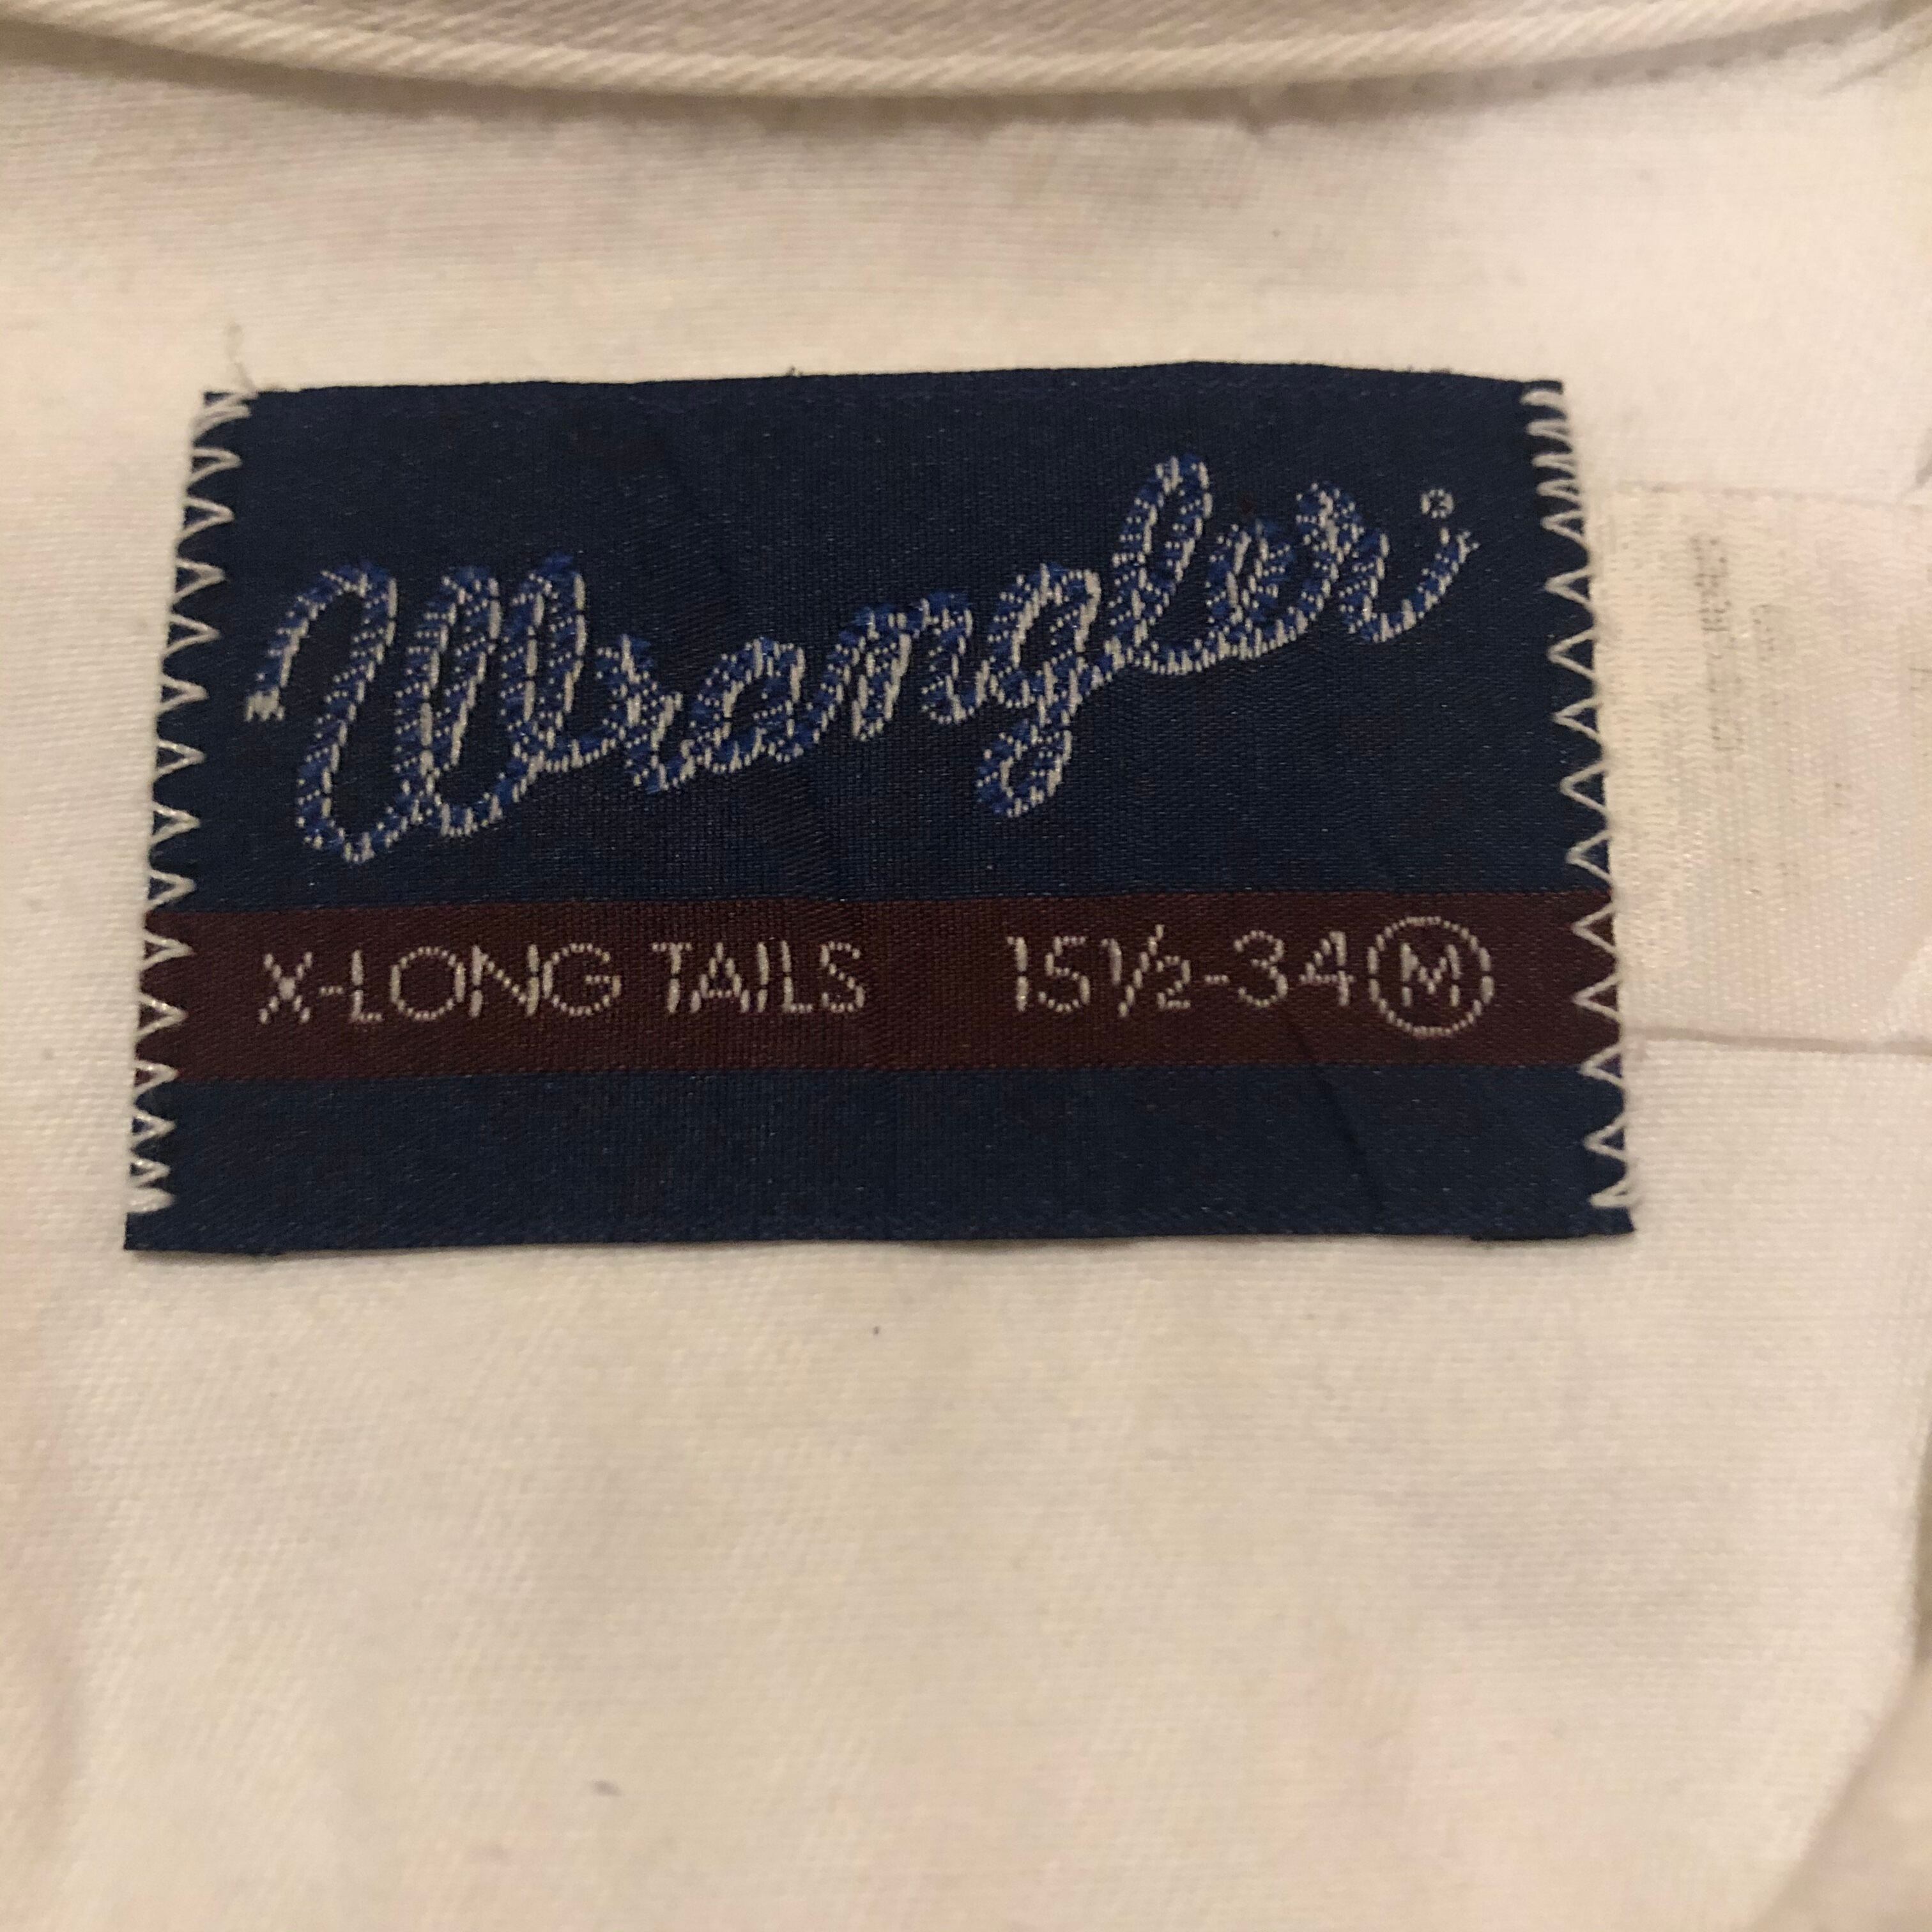 Wrangler®
X-LONG TAILS 15½-34 Ⓜ